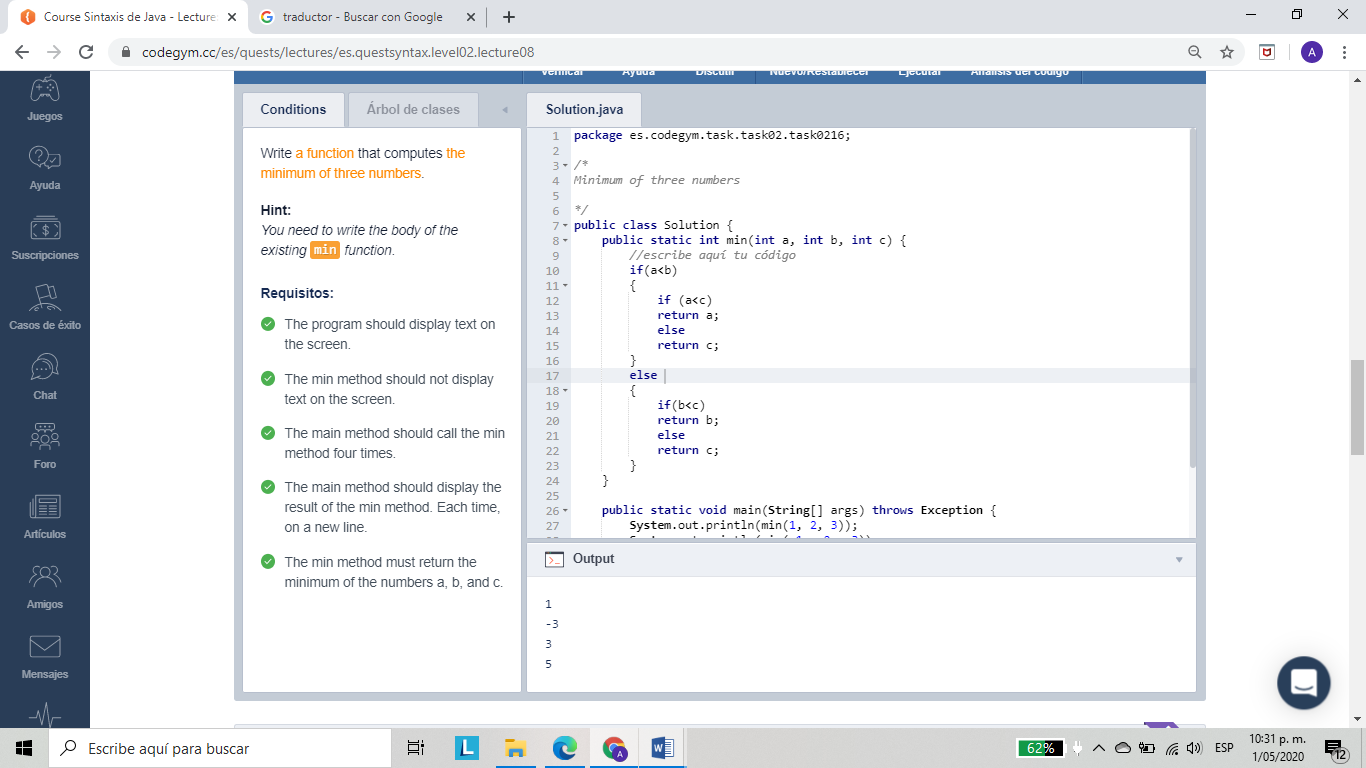 Course Sintaxis de Java - Lecture
traductor - Buscar con Google
codegym.cc/es/quests/lectures/es.questsyntax.level02.lecture08
A
Verificar Ayuda Discutir Nuevo/Restablecer Ejecutar Análisis del código
Juegos
Ayuda
Suscripciones
Casos de éxito
Chat
Foro
Artículos
Amigos
Mensajes
Conditions
Árbol de clases
Write a function that computes the
minimum of three numbers.
Hint:
You need to write the body of the
existing min function.
Requisitos:
The program should display text on
the screen.
The min method should not display
text on the screen.
The main method should call the min
method four times.
The main method should display the
result of the min method. Each time,
on a new line.
The min method must return the
minimum of the numbers a, b, and c.
Solution.java
1 package es.codegym.task.task02.task0216;
2
3 /*
4 Minimum of three numbers
5
6 */
7 public class Solution {
8 public static int min(int a, int b, int c) {
9 //escribe aquí tu código
10 if(a<b)
11 {
12 if (a<c)
13 return a;
14 else
15 return c;
16 }
17 else
18 {
19 if(b<c)
20 return b;
21 else
22 return c;
23 }
24 }
25
26 public static void main(String[] args) throws Exception {
27 System.out.println(min(1, 2, 3));
Output
1
-3
3
5
Escribe aquí para buscar
L
A
62%
ESP
10:31 p. m.
1/05/2020
12